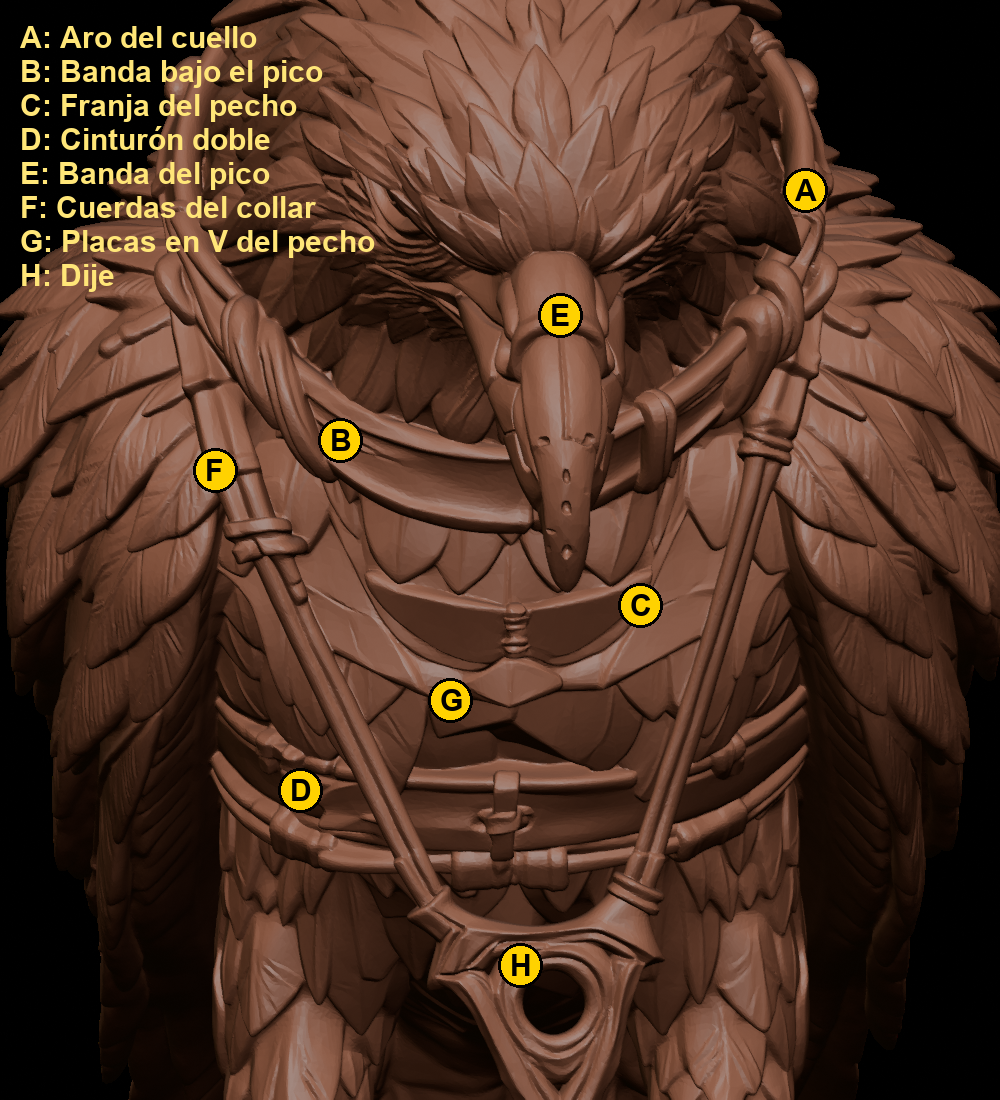 A: Aro del cuello
B: Banda bajo el pico
C: Franja del pecho
D: Cinturón doble
E: Banda del pico
F: Cuerdas del collar
G: Placas en V del pecho
H: Dije
A
E
B
F
C
G
D
H